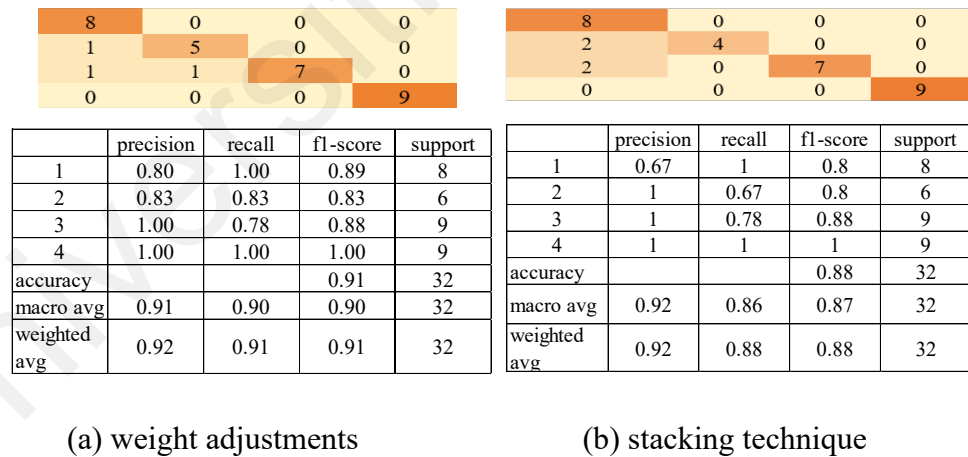 8 0 0 0
1 5 0 0
1 1 7 0
0 0 0 9
precision recall f1-score support
1 0.80 1.00 0.89 8
2 0.83 0.83 0.83 6
3 1.00 0.78 0.88 9
4 1.00 1.00 1.00 9
accuracy 0.91 32
macro avg 0.91 0.90 0.90 32
weighted avg 0.92 0.91 0.91 32
(a) weight adjustments
8 0 0 0
2 4 0 0
2 0 7 0
0 0 0 9
precision recall f1-score support
1 0.67 1 0.8 8
2 1 0.67 0.8 6
3 1 0.78 0.88 9
4 1 1 1 9
accuracy 0.88 32
macro avg 0.92 0.86 0.87 32
weighted avg 0.92 0.88 0.88 32
(b) stacking technique